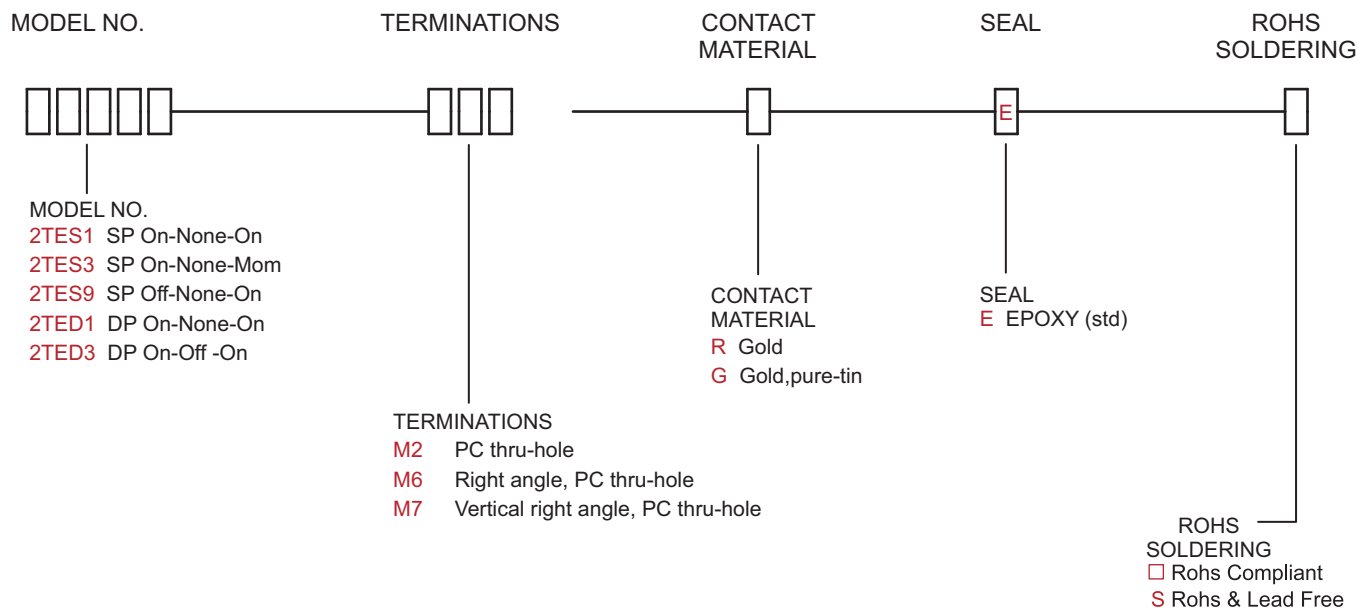 MODEL NO.
TERMINATIONS
CONTACT
MATERIAL
SEAL
ROHS
SOLDERING
E
MODEL NO.
2TES1 SP On-None-On
2TES3 SP On-None-Mom
2TES9 SP Off-None-On
2TED1 DP On-None-On
2TED3 DP On-Off -On
TERMINATIONS
M2 PC thru-hole
M6 Right angle, PC thru-hole
M7 Vertical right angle, PC thru-hole
CONTACT
MATERIAL
R Gold
G Gold,pure-tin
SEAL
E EPOXY (std)
ROHS
SOLDERING
□ Rohs Compliant
S Rohs & Lead Free